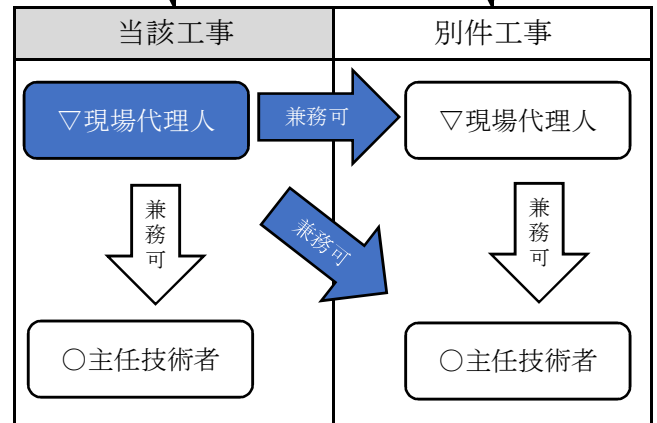 当該工事
別件工事
▽現場代理人
兼務可
▽現場代理人
兼務可
兼務可
兼務可
○主任技術者
○主任技術者